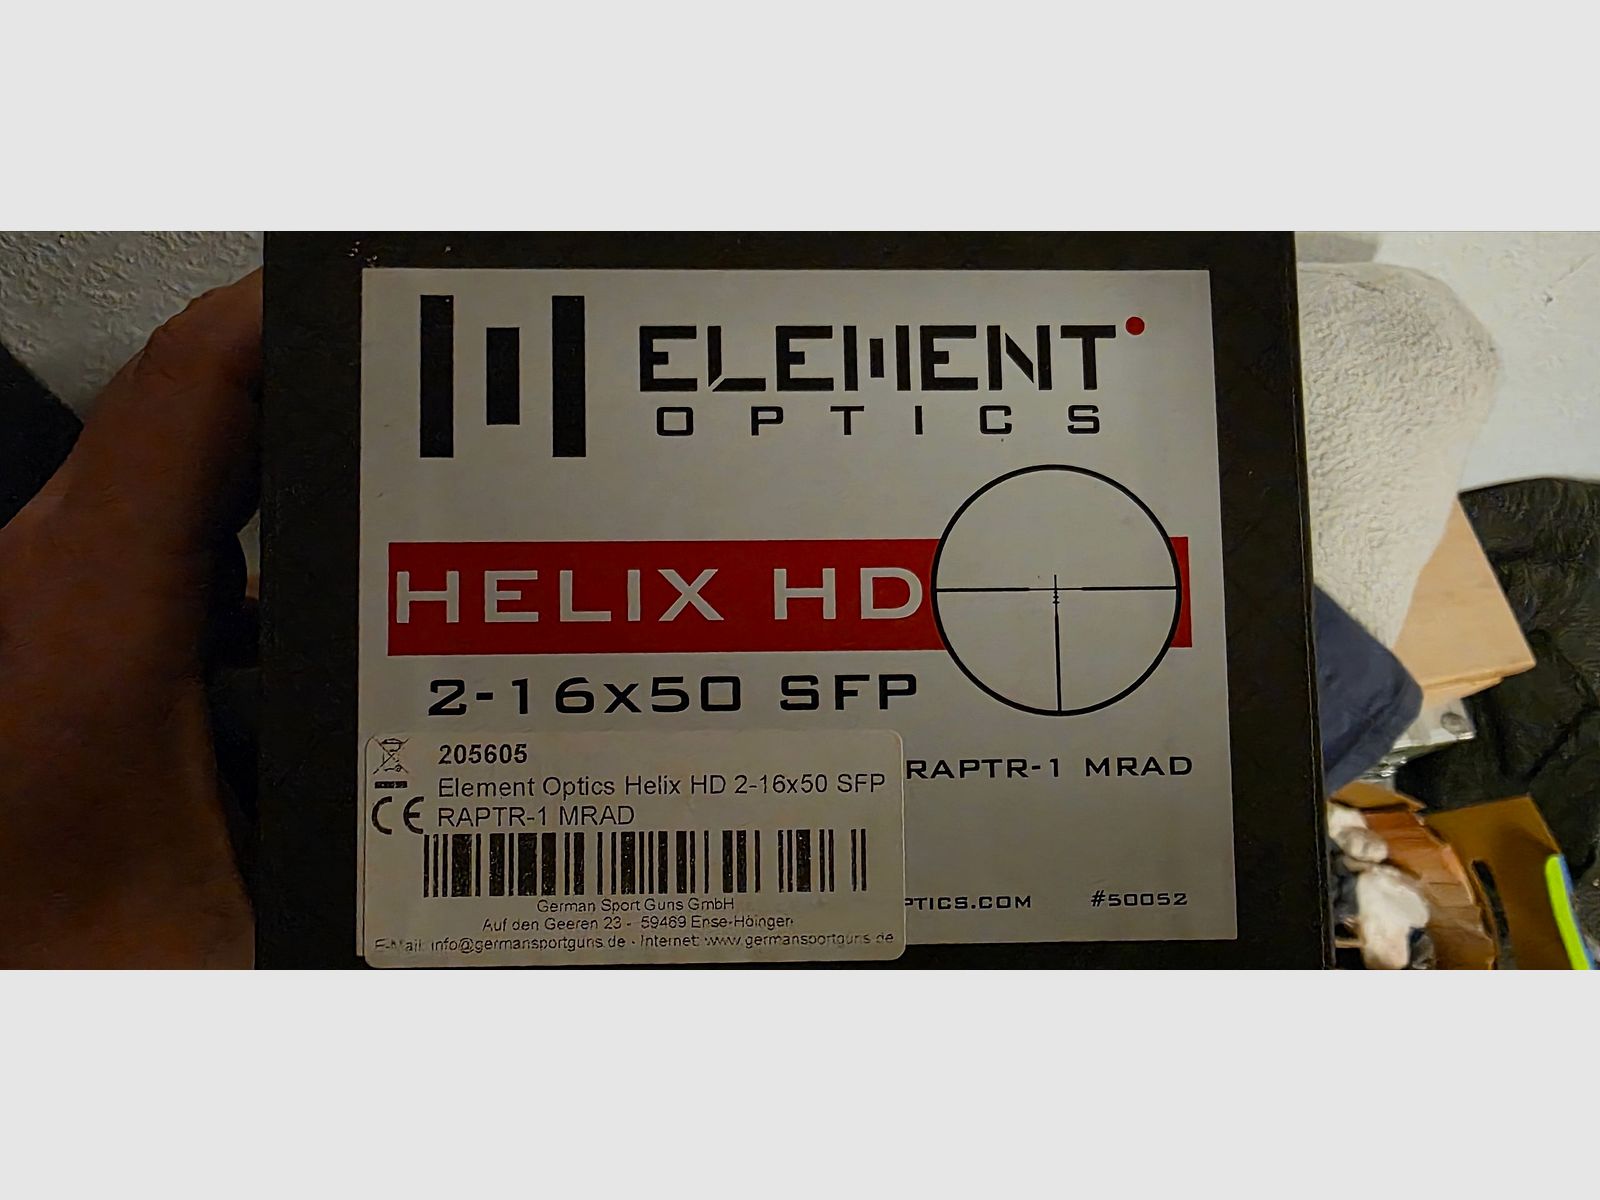 ELEMENT
OPTICS
HELIX HD
2-16x50 SFP
RAPTR-1 MRAD
205605
Element Optics Helix HD 2-16x50 SFP
RAPTR-1 MRAD
CE
German Sport Guns GmbH
Auf den Geeren 23 - 59469 Ense-Höingen
E-Mail: info@germansportguns.de - Internet: www.germansportguns.de
PTICS.COM
#50052